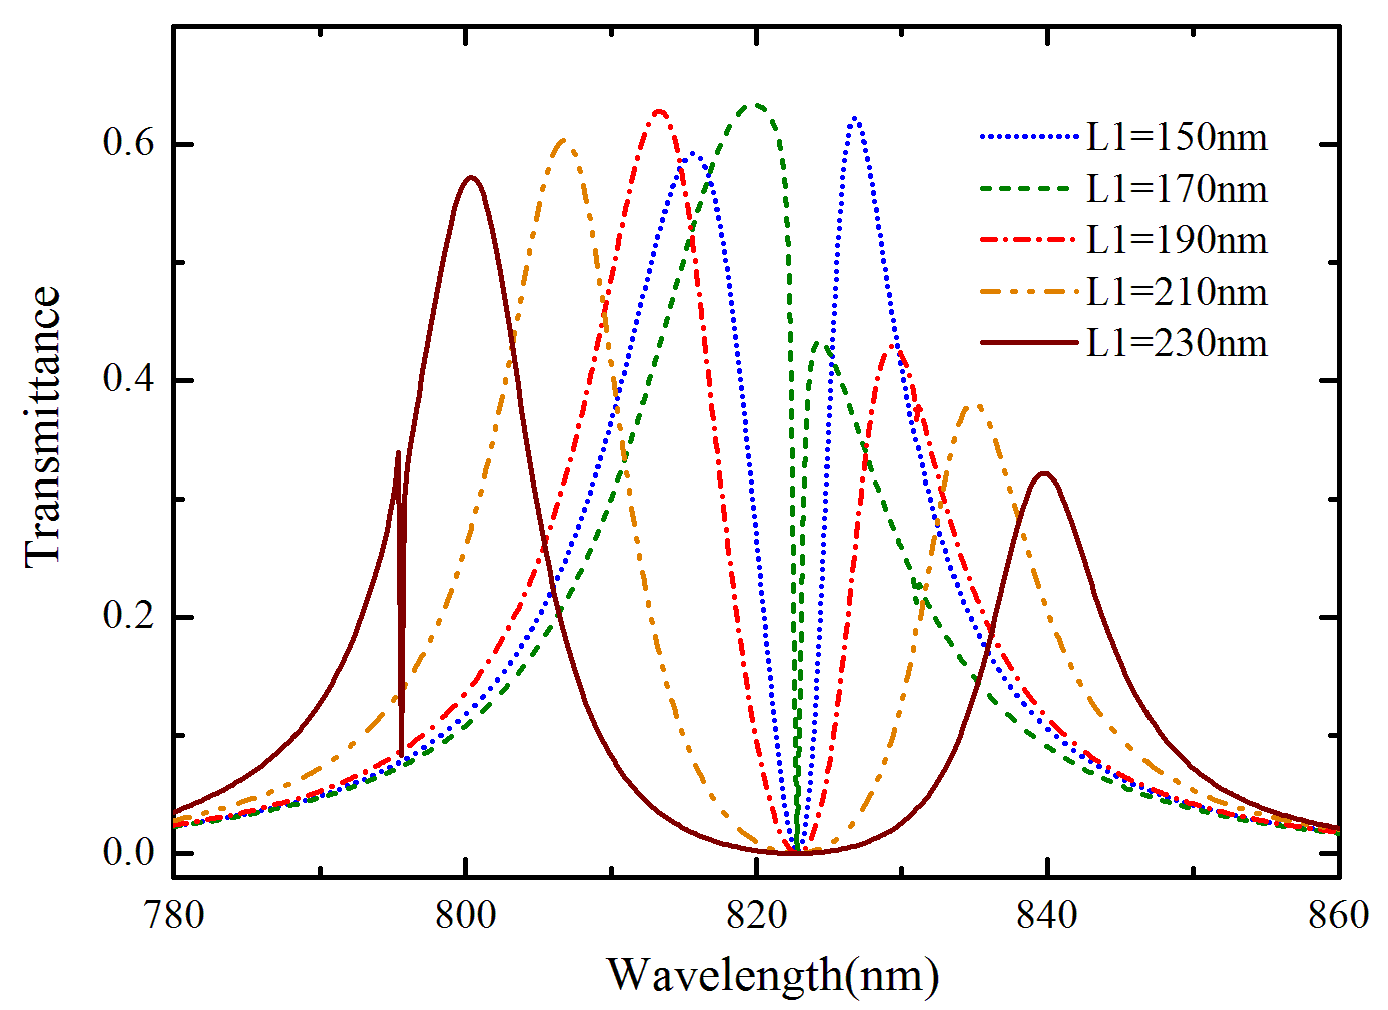 0.6
0.4
0.2
0.0
Transmittance
L1=150nm
L1=170nm
L1=190nm
L1=210nm
L1=230nm
780 800 820 840 860
Wavelength(nm)